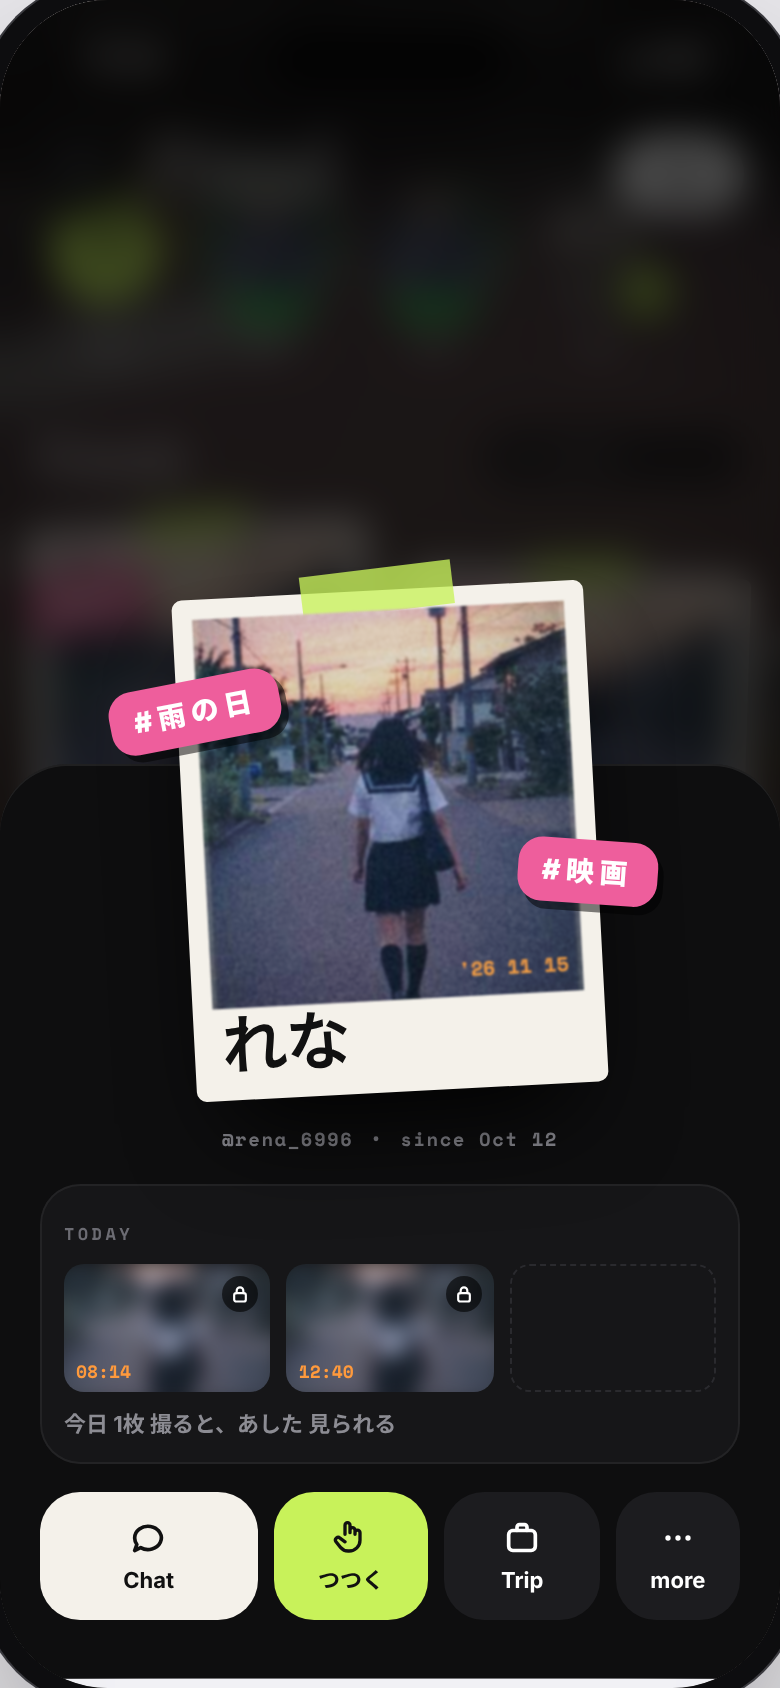 #雨の日
#映画
'26 11 15
れな
@rena_6996 • since Oct 12
TODAY
08:14
12:40
今日 1枚 撮ると、あした 見られる
Chat
つつく
Trip
more